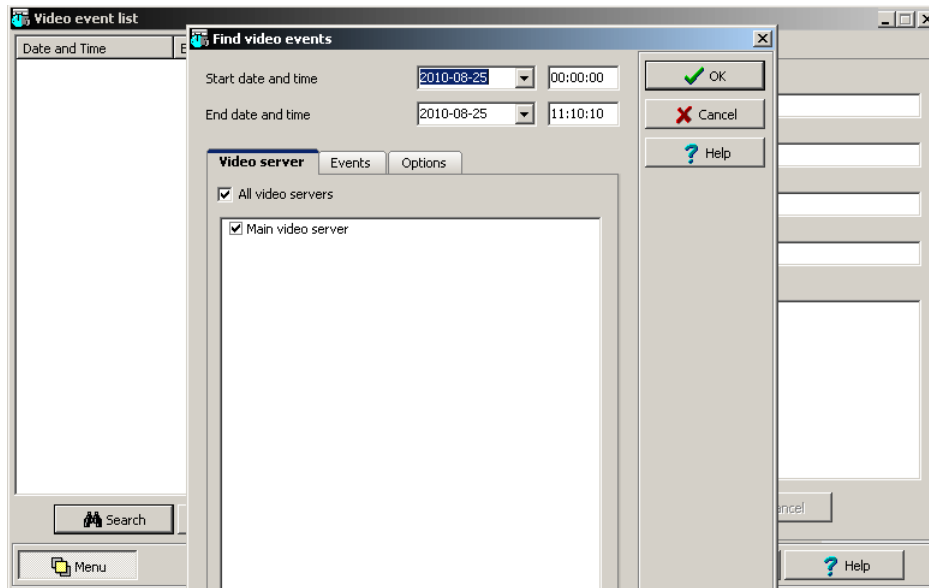 Video event list
Date and Time
E
Find video events
Start date and time 2010-08-25 00:00:00
End date and time 2010-08-25 11:10:10
OK
Cancel
Help
Video server Events Options
All video servers
Main video server
Search
ancel
Menu
Help